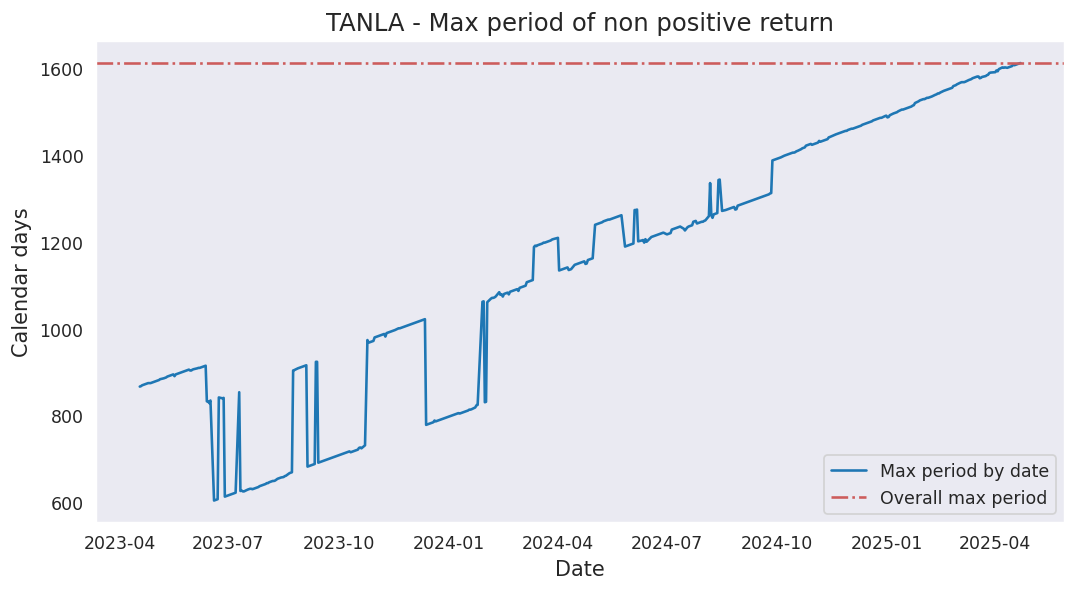 TANLA - Max period of non positive return
1600
1400
1200
1000
800
600
Calendar days
2023-04 2023-07 2023-10 2024-01 2024-04 2024-07 2024-10 2025-01 2025-04
Date
Max period by date
Overall max period